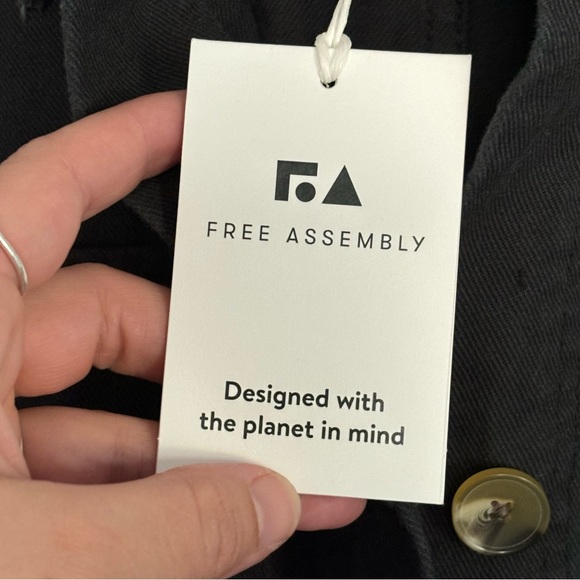 FREE ASSEMBLY
Designed with
the planet in mind